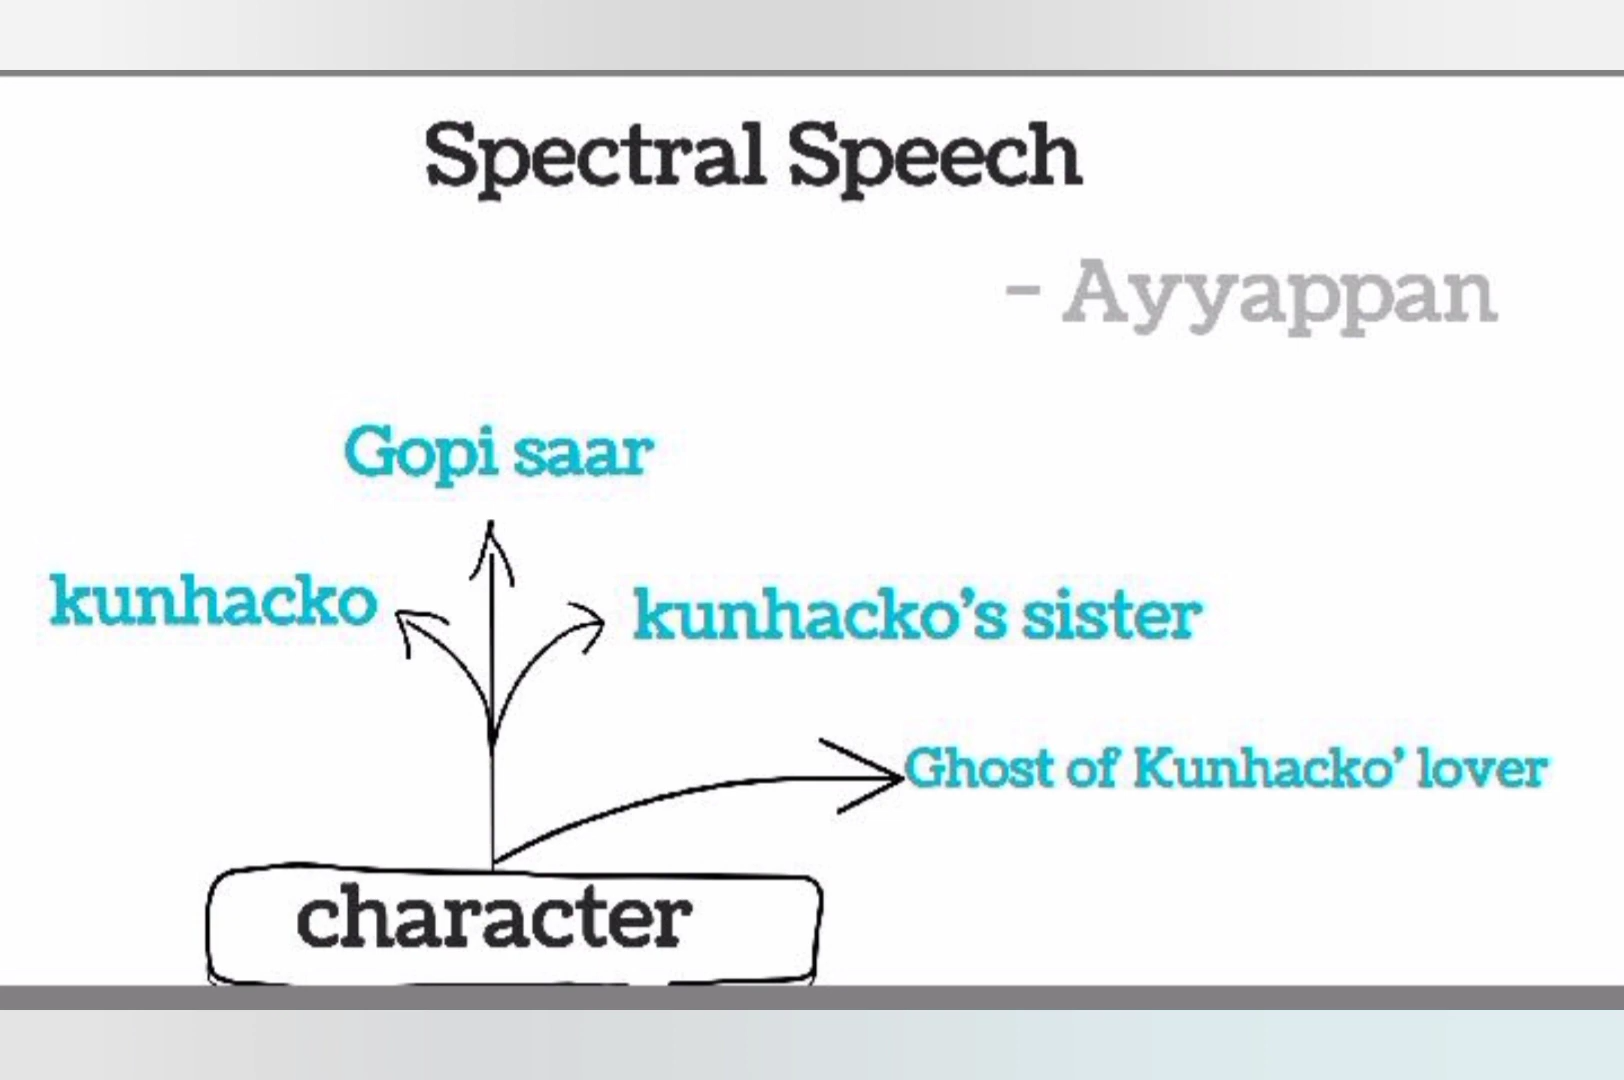 Spectral Speech
- Ayyappan
Gopi saar
kunhacko
kunhacko's sister
Ghost of Kunhacko' lover
character